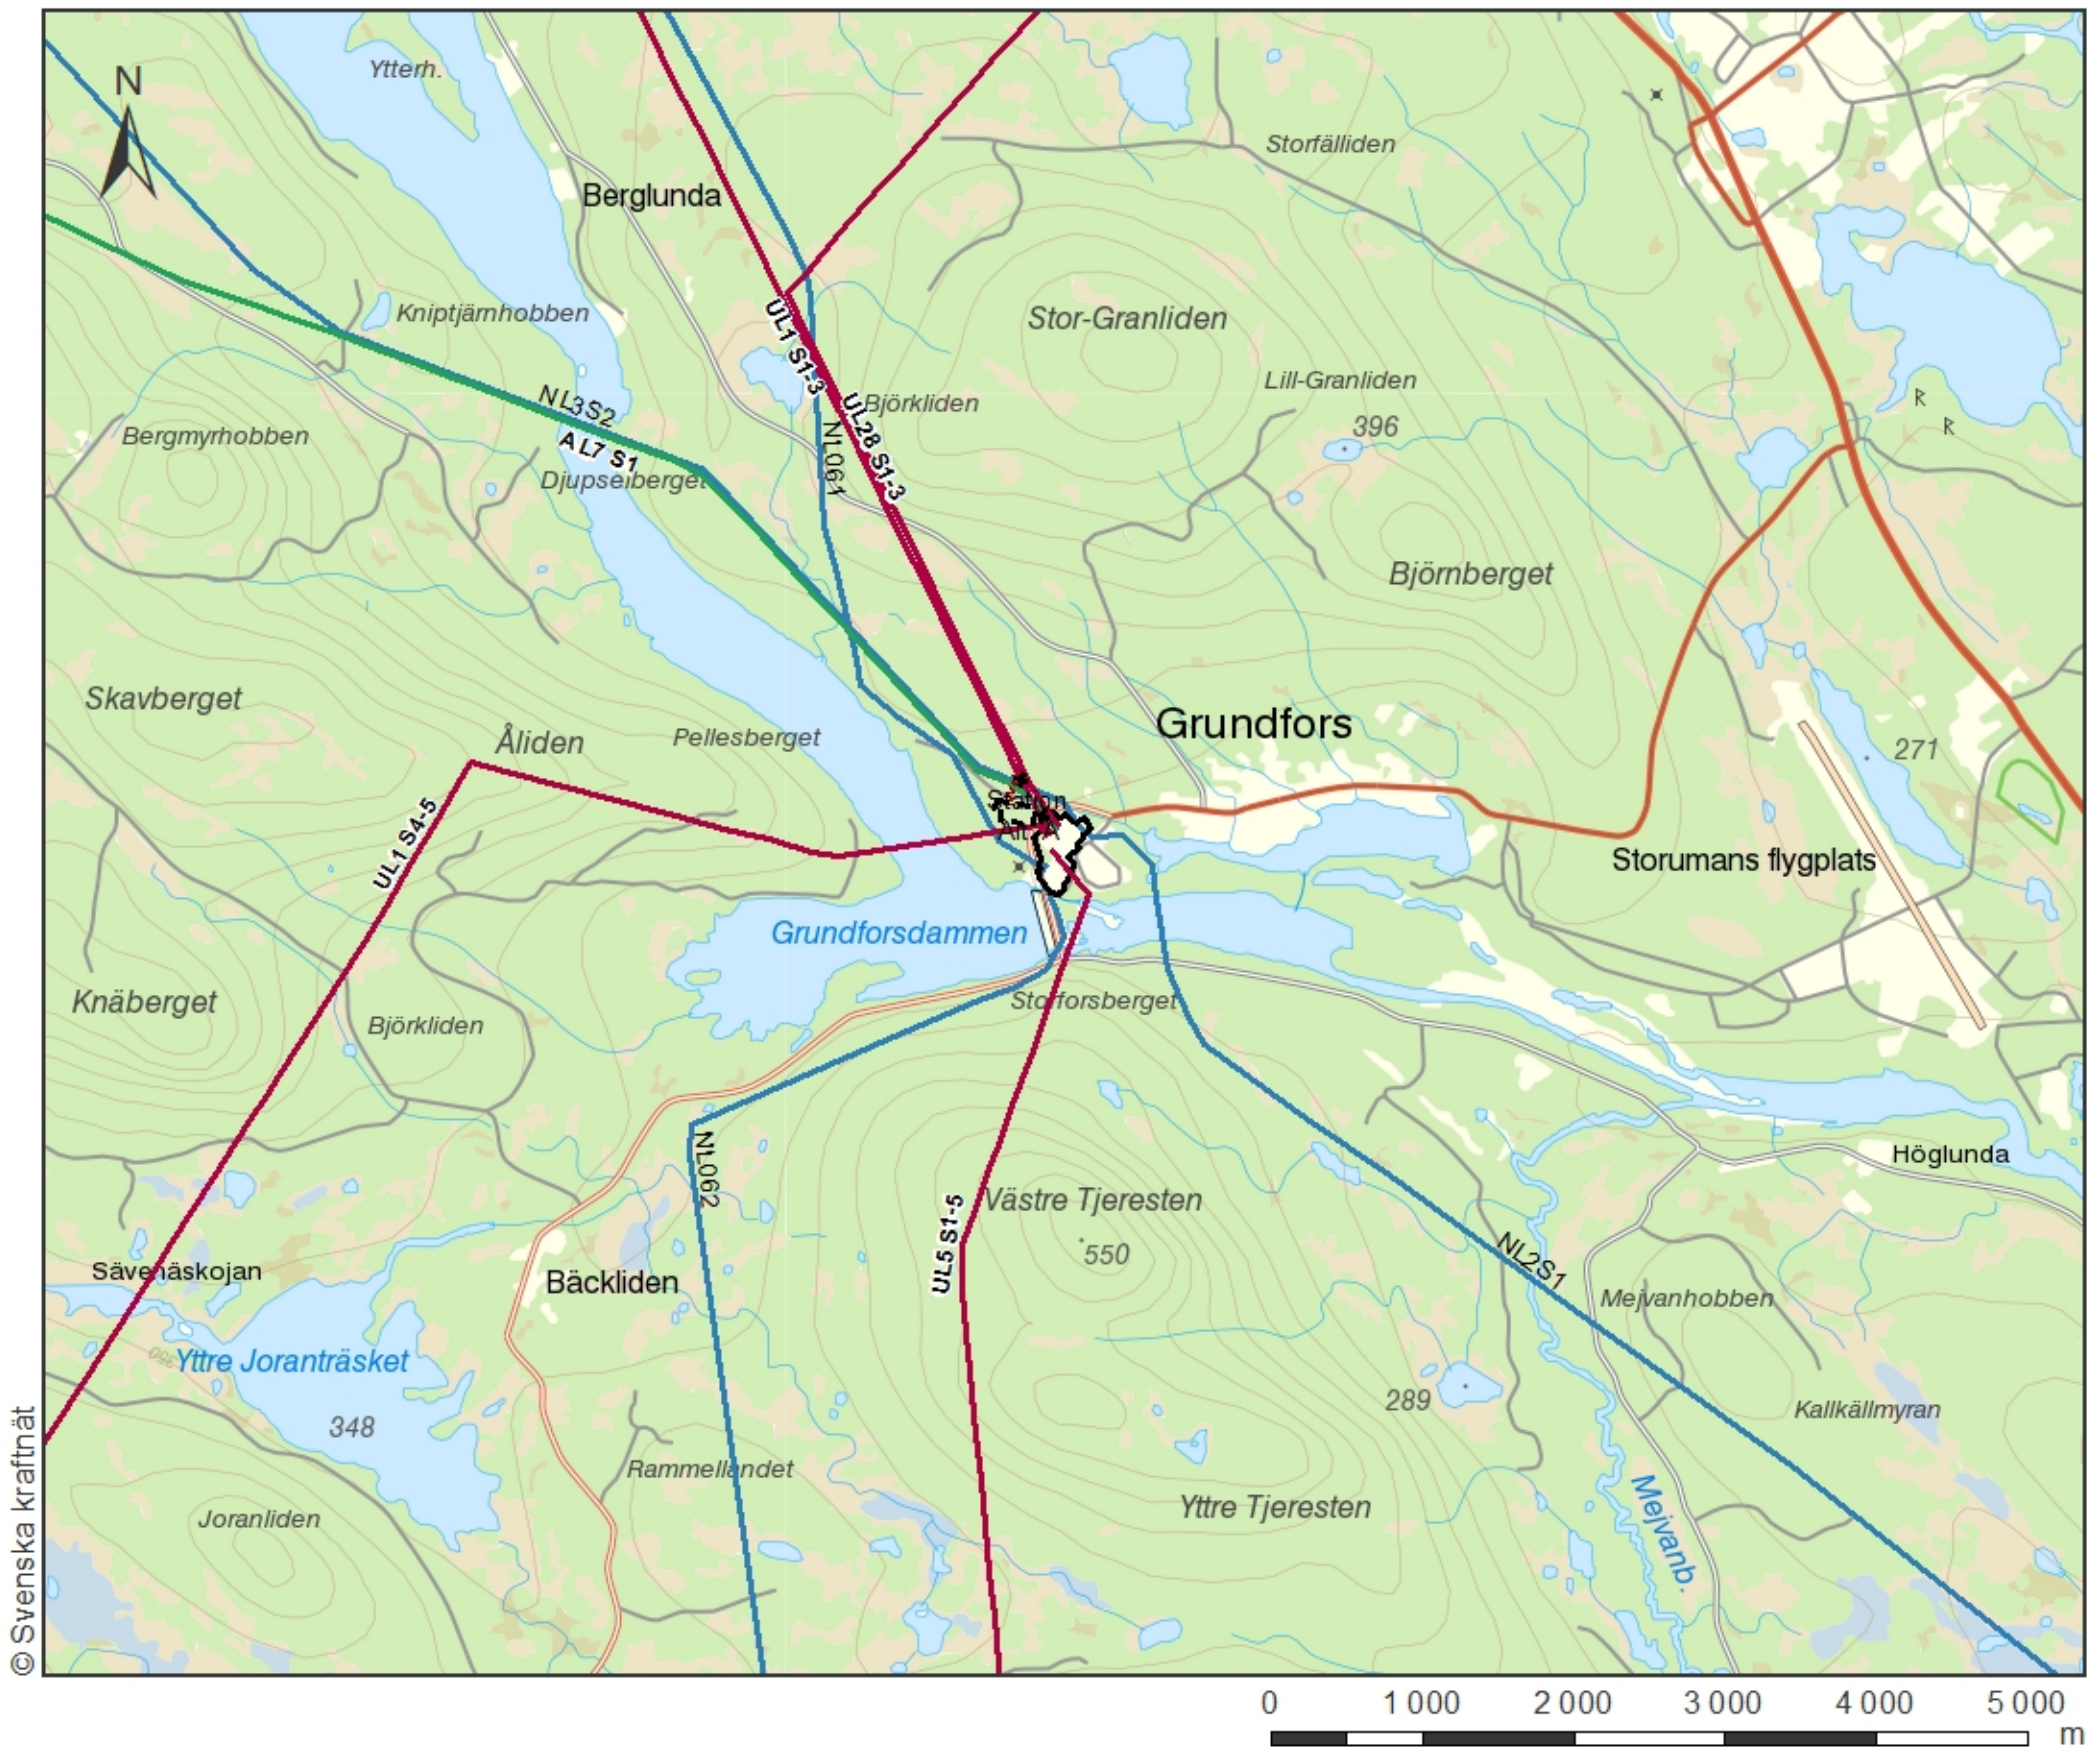 Ytterh.
N
Storfälliden
Berglunda
Kniptjärnhobben
Stor-Granliden
UL1 S1-3
Lill-Granliden
NL3S2
UL28 S1-3
Björkliden
396
Bergmyrhobben
AL7 S1
NL061
Djupselberget
Björnberget
Skavberget
Åliden
Pellesberget
Grundfors
271
Station
Alt A
UL1 S4-5
Storumans flygplats
Grundforsdammen
Knäberget
Björkliden
Storforsberget
NL062
Höglunda
Västre Tjeresten
550
UL5 S1-5
NL2S1
Sävenäskojan
Bäckliden
Mejvanhobben
350
Yttre Joranträsket
289
Kallkällmyran
348
Rammellandet
Yttre Tjeresten
Joranliden
Mejvanb.
© Svenska kraftnät
0 1 000 2 000 3 000 4 000 5 000
m